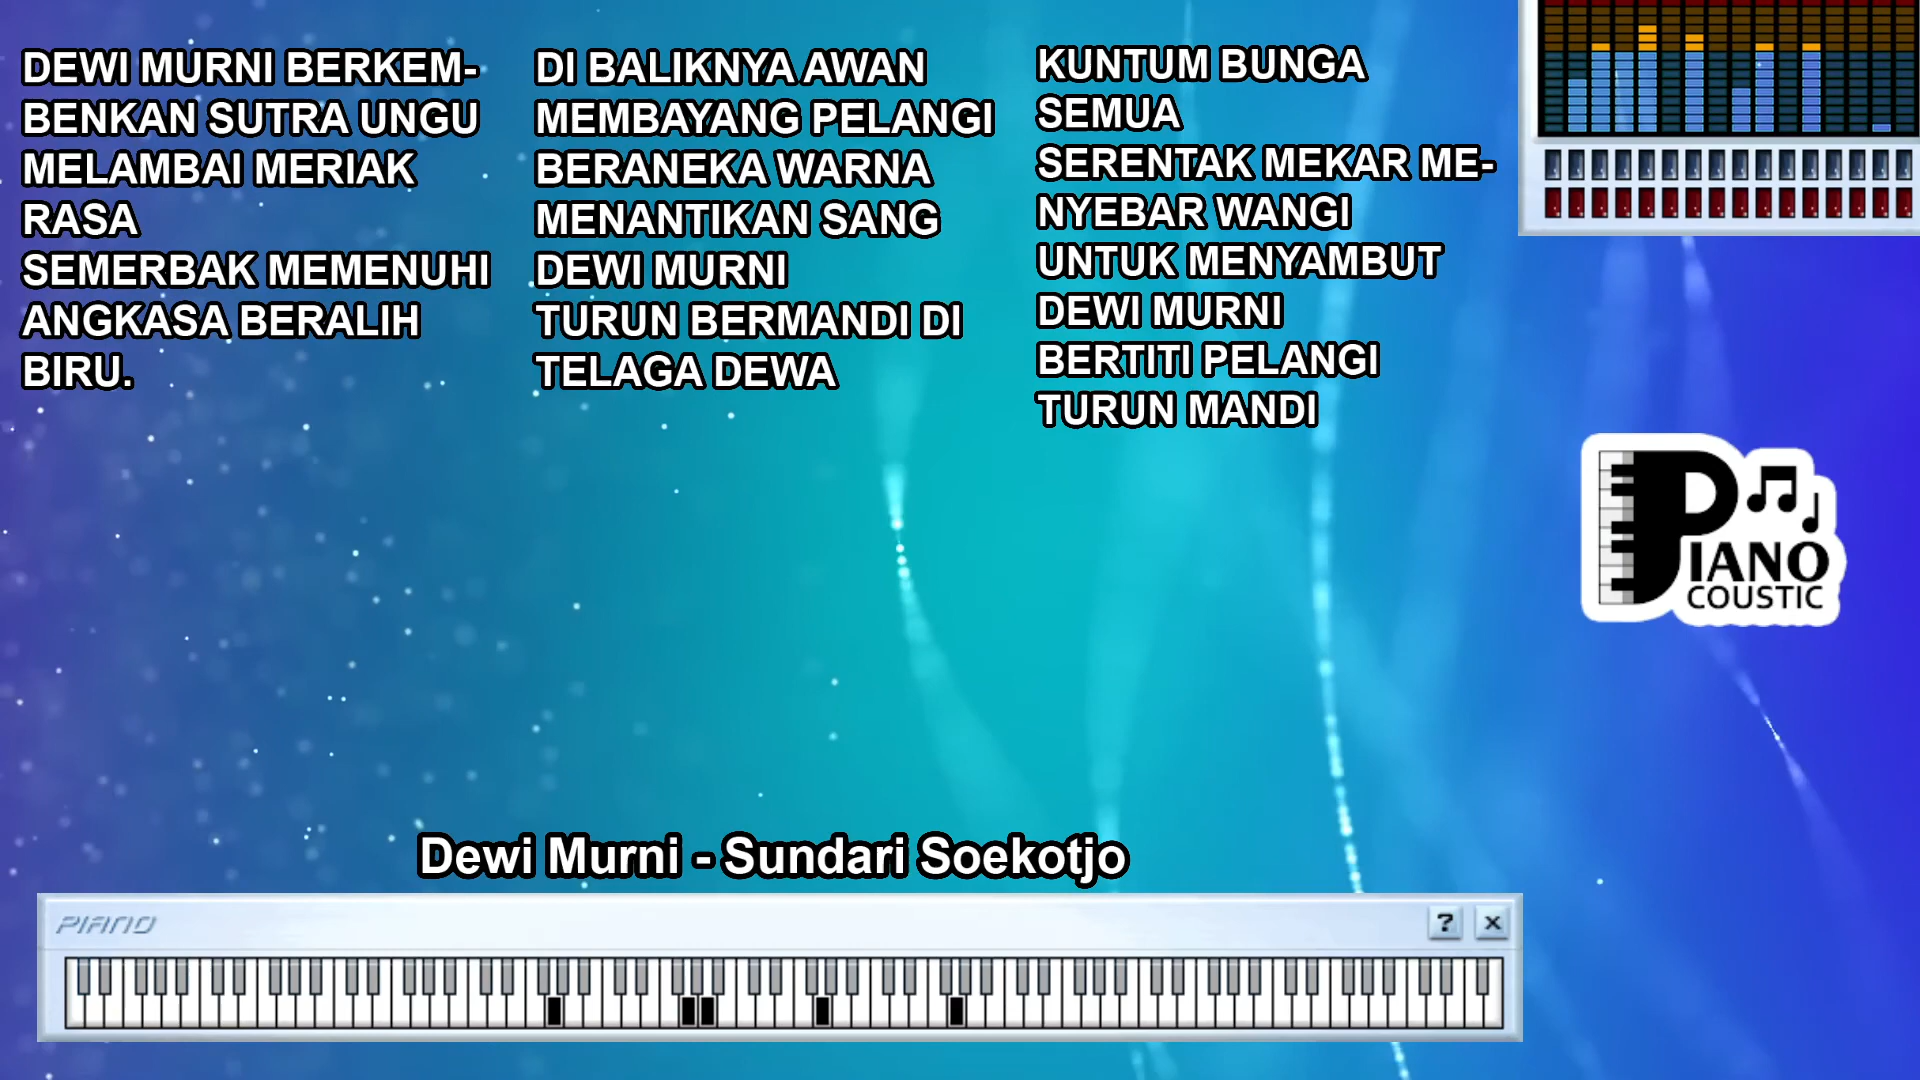 DEWI MURNI BERKEM-
BENKAN SUTRA UNGU
MELAMBAI MERIAK
RASA
SEMERBAK MEMENUHI
ANGKASA BERALIH
BIRU.
DI BALIKNYA AWAN
MEMBAYANG PELANGI
BERANEKA WARNA
MENANTIKAN SANG
DEWI MURNI
TURUN BERMANDI DI
TELAGA DEWA
KUNTUM BUNGA
SEMUA
SERENTAK MEKAR ME-
NYEBAR WANGI
UNTUK MENYAMBUT
DEWI MURNI
BERTITI PELANGI
TURUN MANDI
PIANO
COUSTIC
Dewi Murni - Sundari Soekotjo
PIANO
? ×